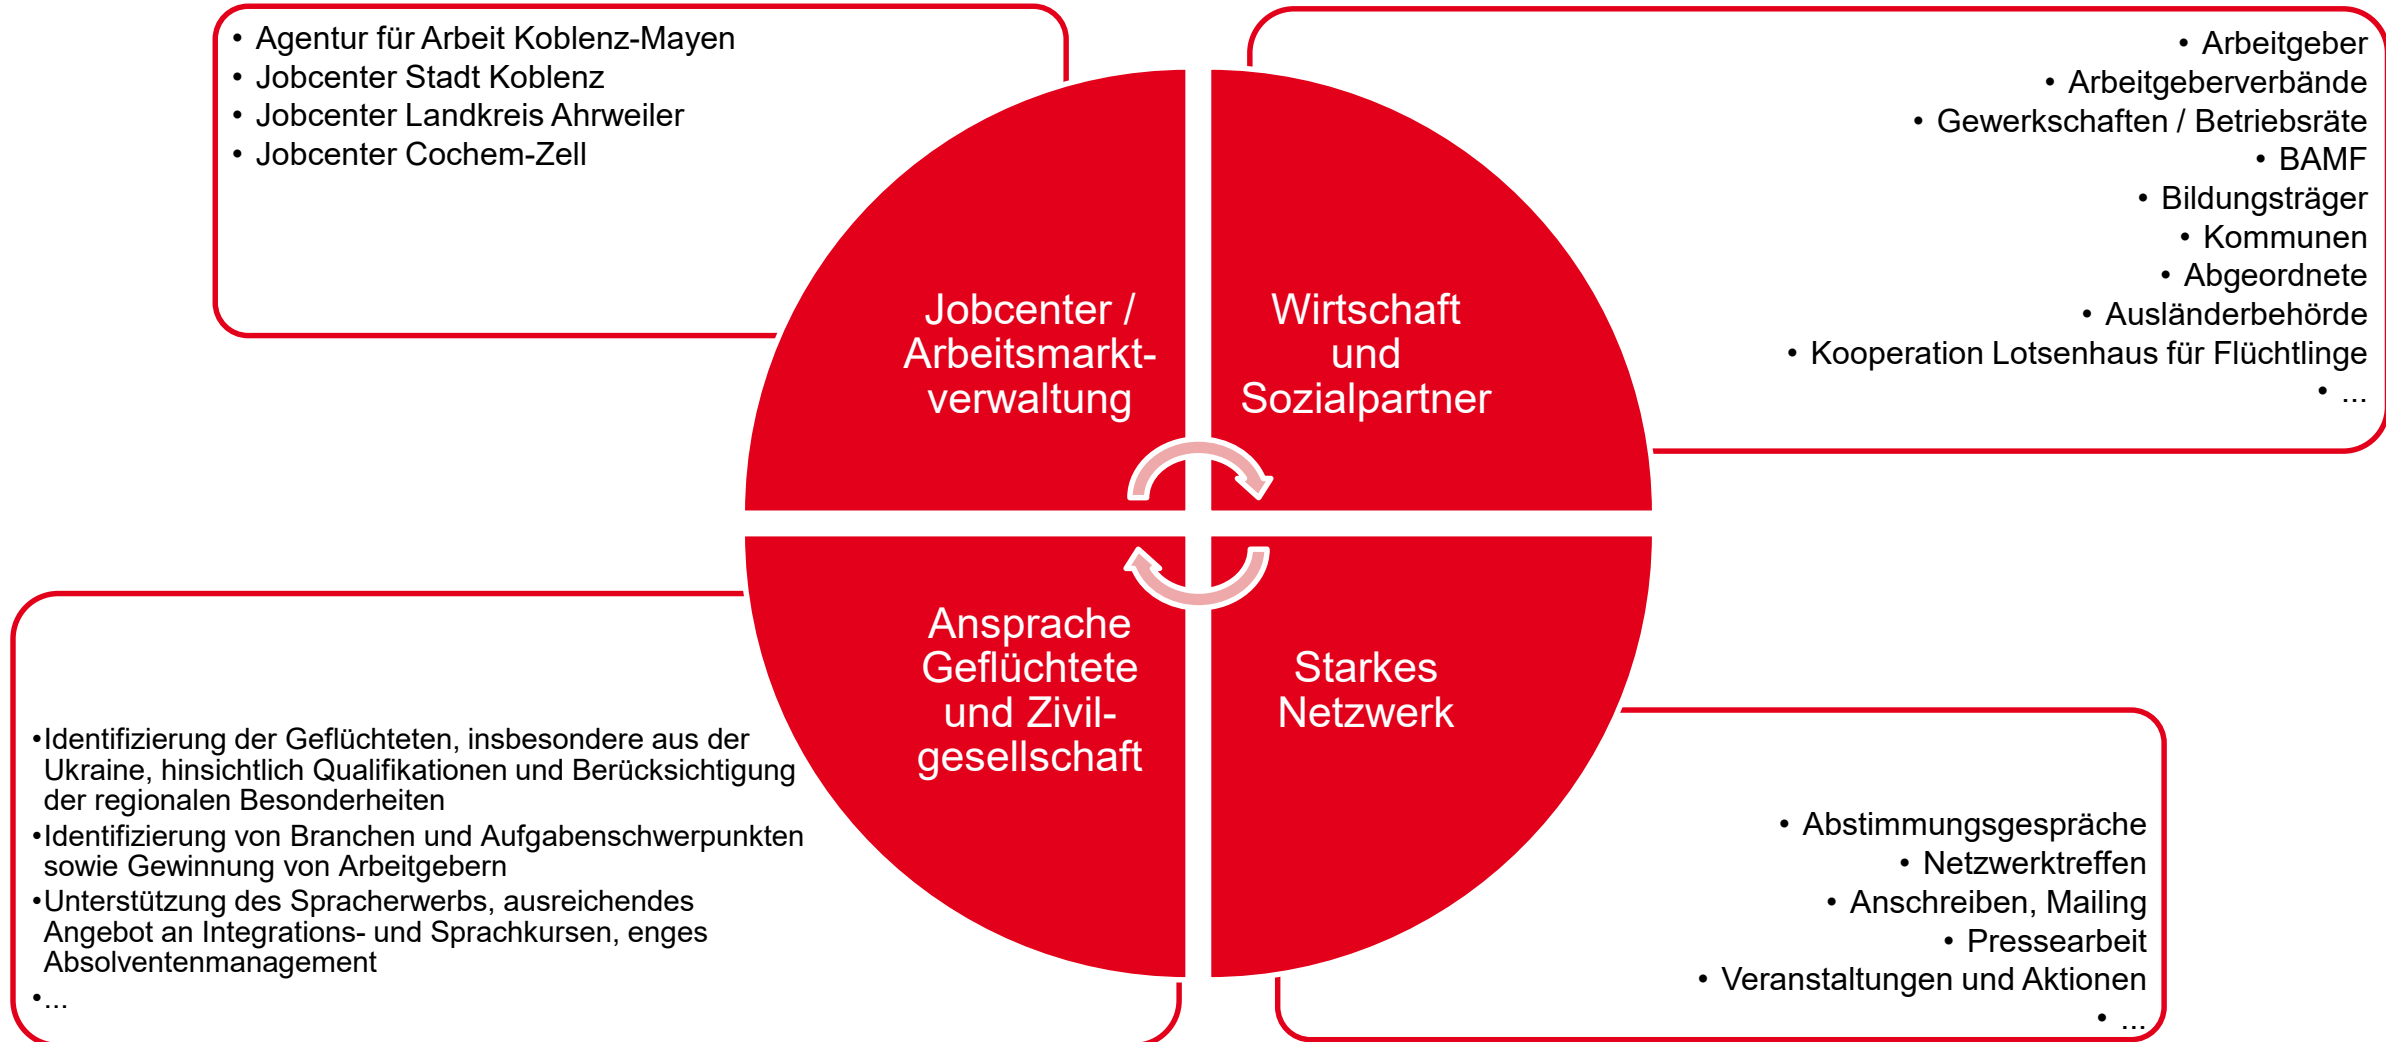 • Agentur für Arbeit Koblenz-Mayen
• Jobcenter Stadt Koblenz
• Jobcenter Landkreis Ahrweiler
• Jobcenter Cochem-Zell
• Arbeitgeber
• Arbeitgeberverbände
• Gewerkschaften / Betriebsräte
• BAMF
• Bildungsträger
• Kommunen
• Abgeordnete
• Ausländerbehörde
• Kooperation Lotsenhaus für Flüchtlinge
• ...
Jobcenter /
Arbeitsmarkt-
verwaltung
Wirtschaft
und
Sozialpartner
Ansprache
Geflüchtete
und Zivil-
gesellschaft
Starkes
Netzwerk
•Identifizierung der Geflüchteten, insbesondere aus der
Ukraine, hinsichtlich Qualifikationen und Berücksichtigung
der regionalen Besonderheiten
•Identifizierung von Branchen und Aufgabenschwerpunkten
sowie Gewinnung von Arbeitgebern
•Unterstützung des Spracherwerbs, ausreichendes
Angebot an Integrations- und Sprachkursen, enges
Absolventenmanagement
•...
• Abstimmungsgespräche
• Netzwerktreffen
• Anschreiben, Mailing
• Pressearbeit
• Veranstaltungen und Aktionen
• ...